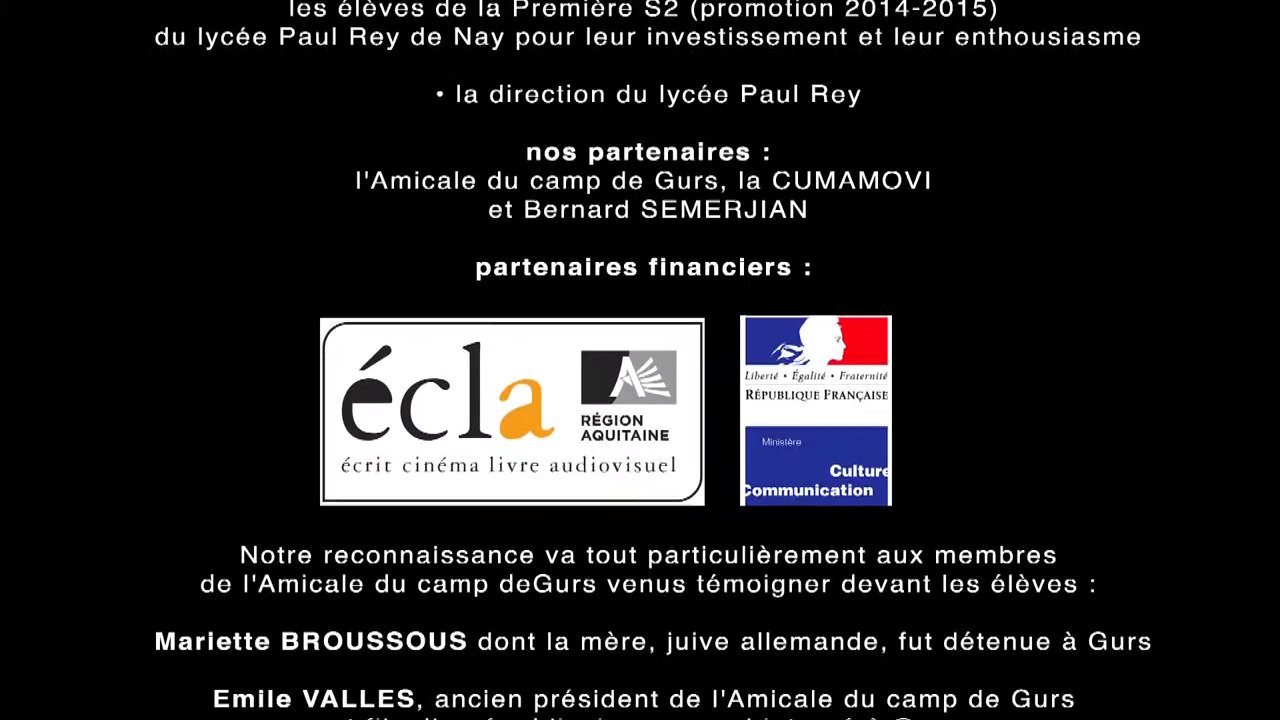 les élèves de la Première S2 (promotion 2014-2015)
du lycée Paul Rey de Nay pour leur investissement et leur enthousiasme
• la direction du lycée Paul Rey
nos partenaires :
l'Amicale du camp de Gurs, la CUMAMOVI
et Bernard SEMERJIAN
partenaires financiers :
écla
RÉGION
AQUITAINE
écrit cinéma livre audiovisuel
Liberté • Égalité • Fraternité
RÉPUBLIQUE FRANÇAISE
Ministère
Culture
Communication
Notre reconnaissance va tout particulièrement aux membres
de l'Amicale du camp deGurs venus témoigner devant les élèves :
Mariette BROUSSOUS dont la mère, juive allemande, fut détenue à Gurs
Emile VALLES, ancien président de l'Amicale du camp de Gurs